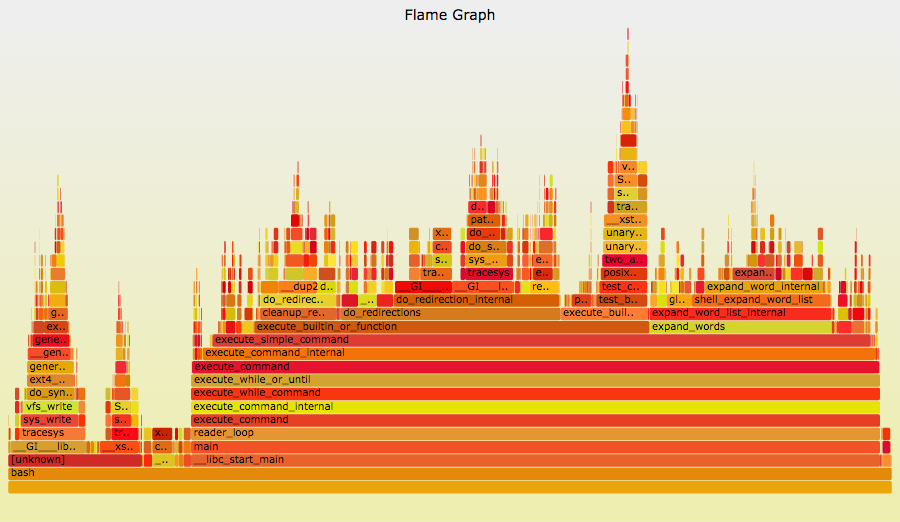 Flame Graph
v..
S..
s..
d.. tra..
pat.. __xst..
x.. do_.. unary..
c.. do_s.. e.. unary..
s.. sys_.. e.. two_a..
tra.. tracesys e.. posix.. expan..
__dup2 d.. __GI___... __GI___l... re.. test_c.. expand_word_internal
do_redirec.. _.. do_redirection_internal p.. test_b.. gl.. shell_expand_word_list
g.. cleanup_re.. do_redirections execute_buil.. expand_word_list_internal
ex.. execute_builtin_or_function expand_words
gene.. execute_simple_command
__gen.. execute_command_internal
gener.. execute_command
ext4_.. execute_while_or_until
do_syn.. execute_while_command
vfs_write S.. execute_command_internal
sys_write s.. execute_command
tracesys tr.. x.. reader_loop
__GI___lib.. __xs.. c.. main
[unknown] _.. __libc_start_main
bash